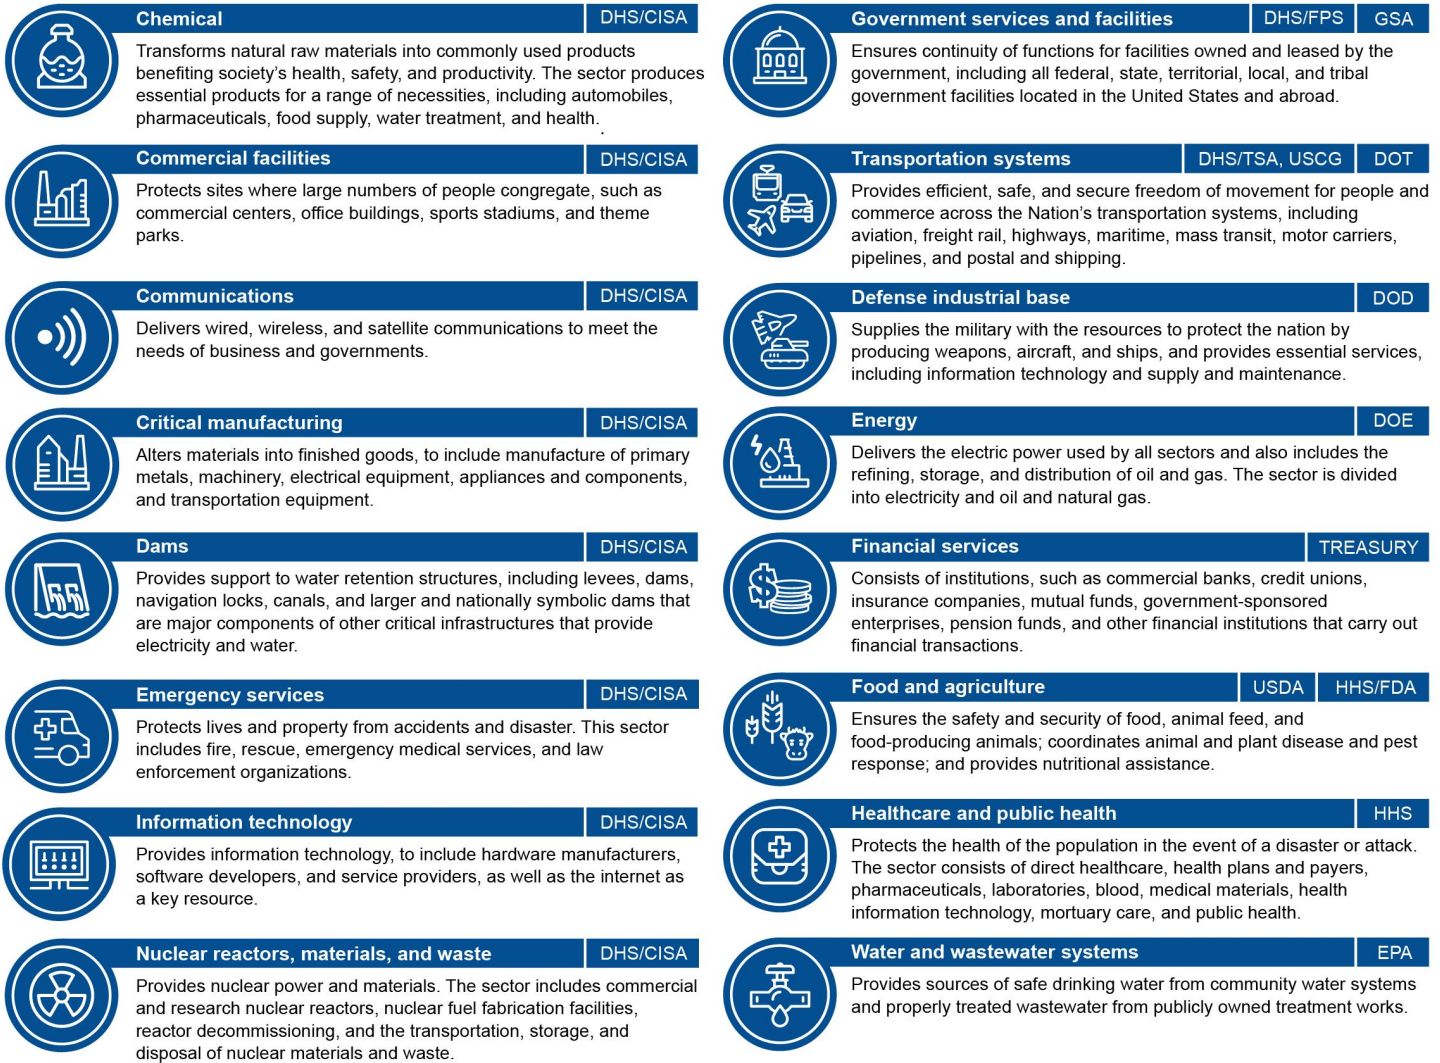 Chemical DHS/CISA
Transforms natural raw materials into commonly used products
benefiting society's health, safety, and productivity. The sector produces
essential products for a range of necessities, including automobiles,
pharmaceuticals, food supply, water treatment, and health.
.
Commercial facilities DHS/CISA
Protects sites where large numbers of people congregate, such as
commercial centers, office buildings, sports stadiums, and theme
parks.
Communications DHS/CISA
Delivers wired, wireless, and satellite communications to meet the
needs of business and governments.
Critical manufacturing DHS/CISA
Alters materials into finished goods, to include manufacture of primary
metals, machinery, electrical equipment, appliances and components,
and transportation equipment.
Dams DHS/CISA
Provides support to water retention structures, including levees, dams,
navigation locks, canals, and larger and nationally symbolic dams that
are major components of other critical infrastructures that provide
electricity and water.
Emergency services DHS/CISA
Protects lives and property from accidents and disaster. This sector
includes fire, rescue, emergency medical services, and law
enforcement organizations.
Information technology DHS/CISA
Provides information technology, to include hardware manufacturers,
software developers, and service providers, as well as the internet as
a key resource.
Nuclear reactors, materials, and waste DHS/CISA
Provides nuclear power and materials. The sector includes commercial
and research nuclear reactors, nuclear fuel fabrication facilities,
reactor decommissioning, and the transportation, storage, and
disposal of nuclear materials and waste.
Government services and facilities DHS/FPS GSA
Ensures continuity of functions for facilities owned and leased by the
government, including all federal, state, territorial, local, and tribal
government facilities located in the United States and abroad.
Transportation systems DHS/TSA, USCG DOT
Provides efficient, safe, and secure freedom of movement for people and
commerce across the Nation's transportation systems, including
aviation, freight rail, highways, maritime, mass transit, motor carriers,
pipelines, and postal and shipping.
Defense industrial base DOD
Supplies the military with the resources to protect the nation by
producing weapons, aircraft, and ships, and provides essential services,
including information technology and supply and maintenance.
Energy DOE
Delivers the electric power used by all sectors and also includes the
refining, storage, and distribution of oil and gas. The sector is divided
into electricity and oil and natural gas.
Financial services TREASURY
Consists of institutions, such as commercial banks, credit unions,
insurance companies, mutual funds, government-sponsored
enterprises, pension funds, and other financial institutions that carry out
financial transactions.
Food and agriculture USDA HHS/FDA
Ensures the safety and security of food, animal feed, and
food-producing animals; coordinates animal and plant disease and pest
response; and provides nutritional assistance.
Healthcare and public health HHS
Protects the health of the population in the event of a disaster or attack.
The sector consists of direct healthcare, health plans and payers,
pharmaceuticals, laboratories, blood, medical materials, health
information technology, mortuary care, and public health.
Water and wastewater systems EPA
Provides sources of safe drinking water from community water systems
and properly treated wastewater from publicly owned treatment works.